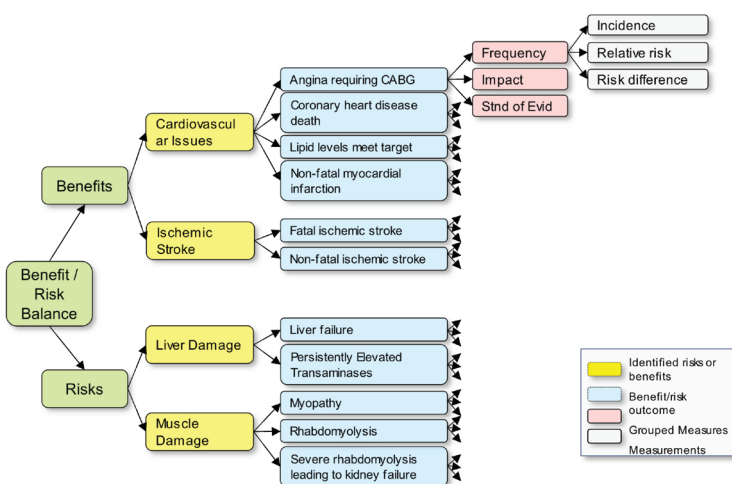 Incidence
Frequency
Relative risk
Angina requiring CABG
Impact
Risk difference
Stnd of Evid
Coronary heart disease
death
Cardiovascul
ar Issues
Lipid levels meet target
Non-fatal myocardial
infarction
Benefits
Ischemic
Stroke
Fatal ischemic stroke
Non-fatal ischemic stroke
Benefit /
Risk
Balance
Liver Damage
Liver failure
Persistently Elevated
Transaminases
Risks
Muscle
Damage
Myopathy
Rhabdomyolysis
Severe rhabdomyolysis
leading to kidney failure
Identified risks or
benefits
Benefit/risk
outcome
Grouped Measures
Measurements